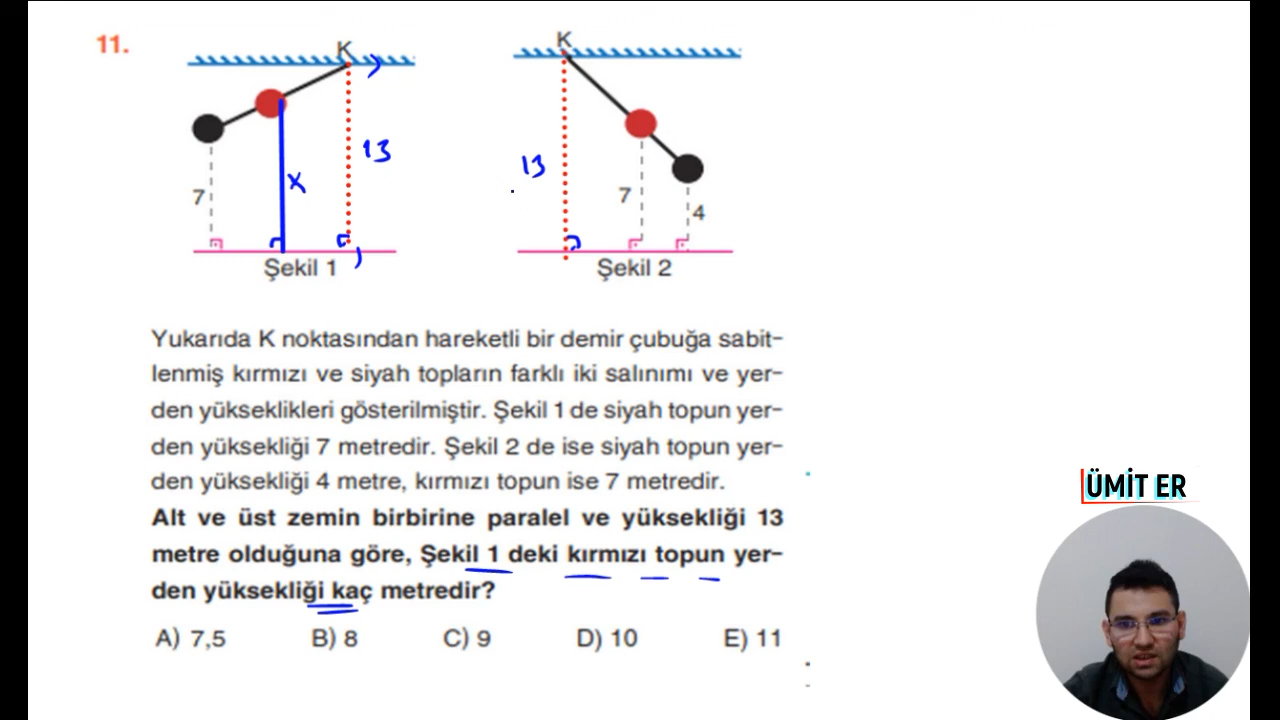 11.
K
K
13
13
7
x
7
4
Şekil 1
Şekil 2
Yukarıda K noktasından hareketli bir demir çubuğa sabit-
lenmiş kırmızı ve siyah topların farklı iki salınımı ve yer-
den yükseklikleri gösterilmiştir. Şekil 1 de siyah topun yer-
den yüksekliği 7 metredir. Şekil 2 de ise siyah topun yer-
den yüksekliği 4 metre, kırmızı topun ise 7 metredir.
Alt ve üst zemin birbirine paralel ve yüksekliği 13
metre olduğuna göre, Şekil 1 deki kırmızı topun yer-
den yüksekliği kaç metredir?
A) 7,5 B) 8 C) 9 D) 10 E) 11
ÜMİT ER